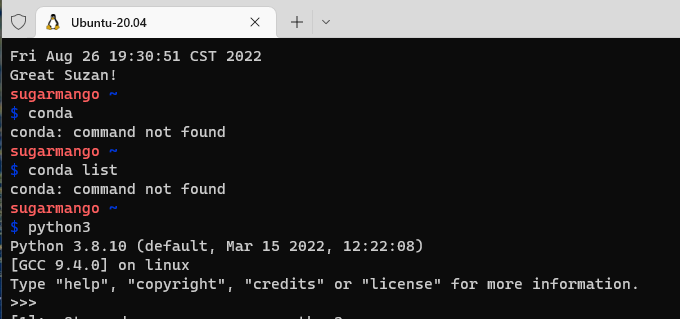 Ubuntu-20.04
Fri Aug 26 19:30:51 CST 2022
Great Suzan!
sugarmango ~
$ conda
conda: command not found
sugarmango ~
$ conda list
conda: command not found
sugarmango ~
$ python3
Python 3.8.10 (default, Mar 15 2022, 12:22:08)
[GCC 9.4.0] on linux
Type "help", "copyright", "credits" or "license" for more information.
>>>